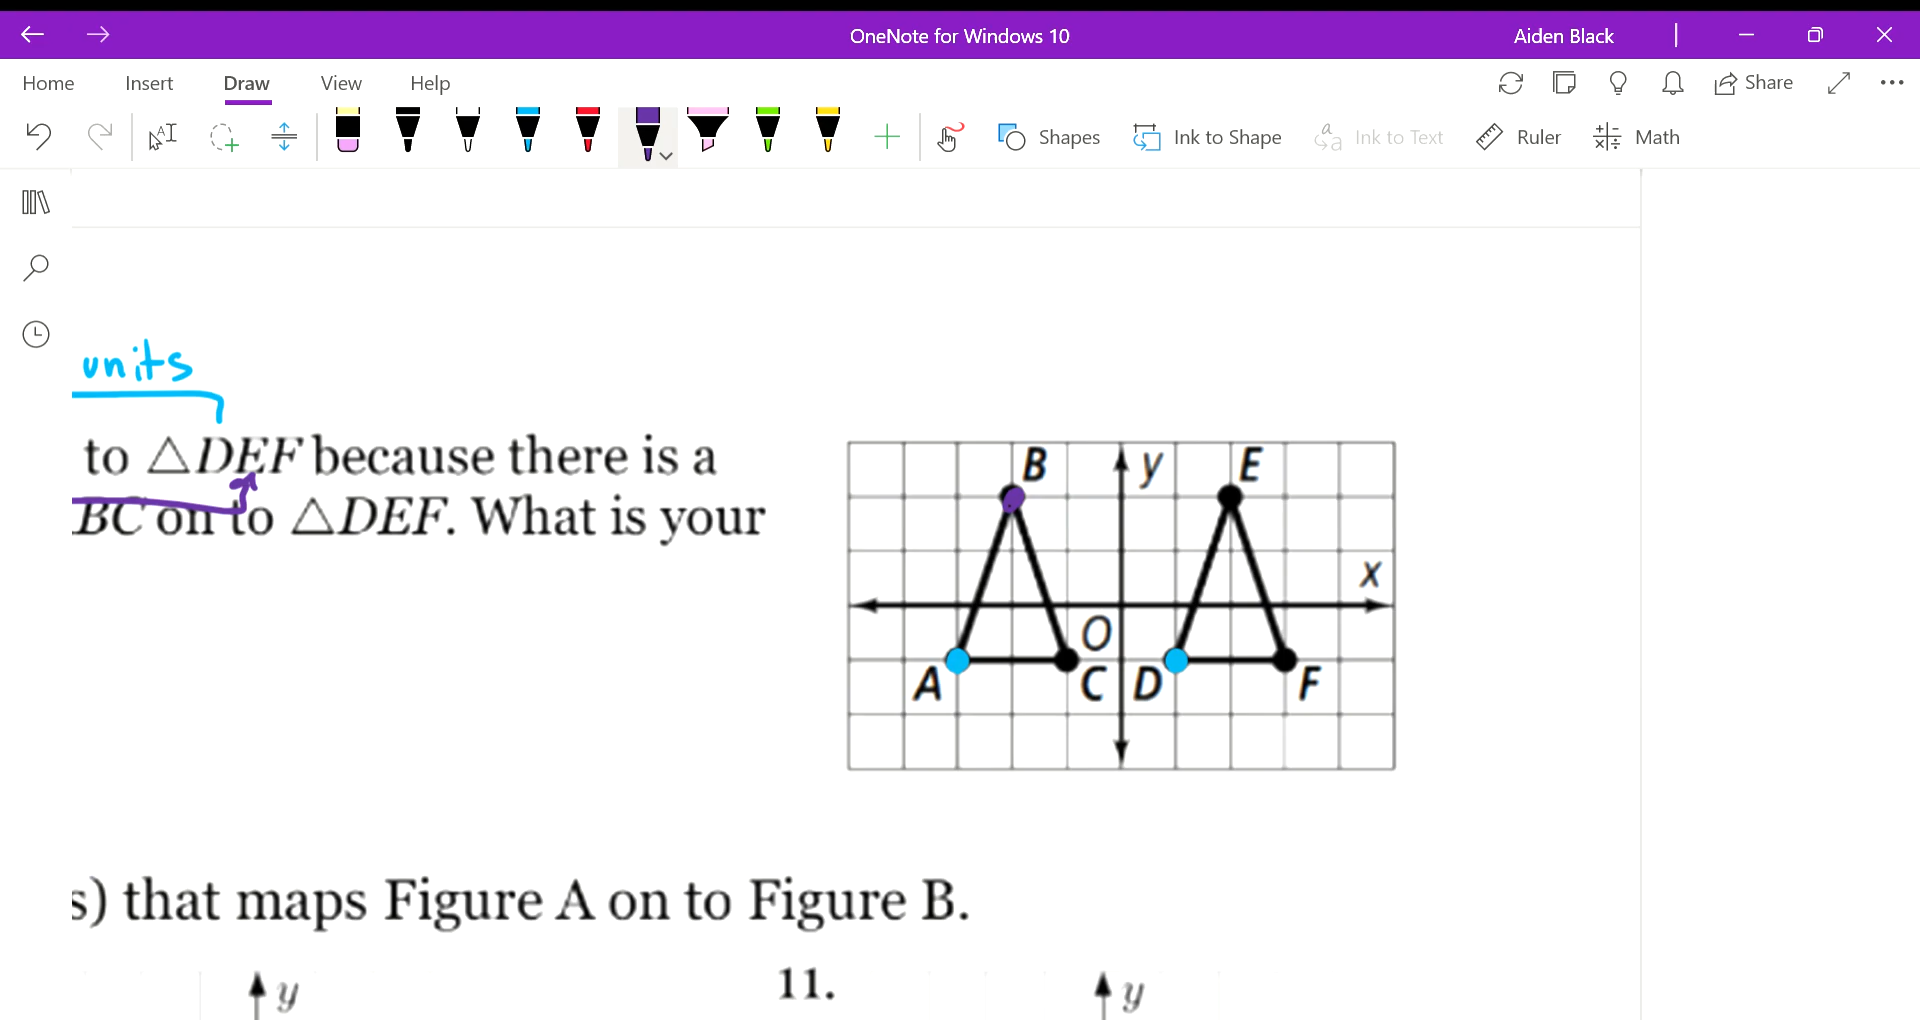 OneNote for Windows 10
Aiden Black
Home Insert Draw View Help
Share
Shapes Ink to Shape Ink to Text Ruler Math
units
to △DEF because there is a
BC on to △DEF. What is your
B y E
x
O
A C D F
s) that maps Figure A on to Figure B.
11.
y y